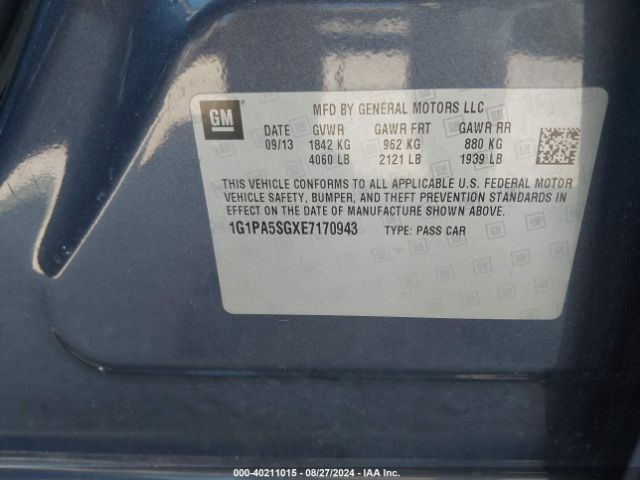 GM
MFD BY GENERAL MOTORS LLC
DATE GVWR GAWR FRT GAWR RR
09/13 1842 KG 962 KG 880 KG
4060 LB 2121 LB 1939 LB
THIS VEHICLE CONFORMS TO ALL APPLICABLE U.S. FEDERAL MOTOR
VEHICLE SAFETY, BUMPER, AND THEFT PREVENTION STANDARDS IN
EFFECT ON THE DATE OF MANUFACTURE SHOWN ABOVE.
1G1PA5SGXE7170943 TYPE: PASS CAR
000-40211015 - 08/27/2024 - IAA Inc.